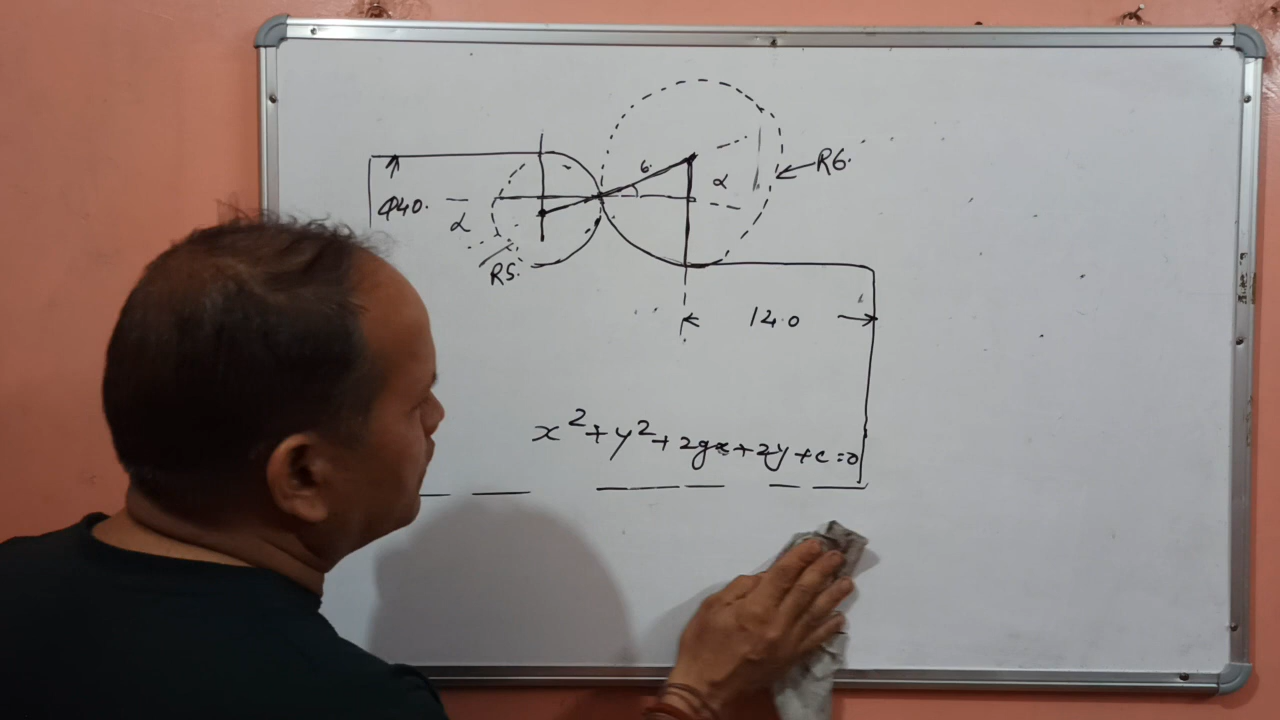 6.
R6.
α
Φ40.
α
R5.
14.0
x²+y²+2gx+2y+c=0